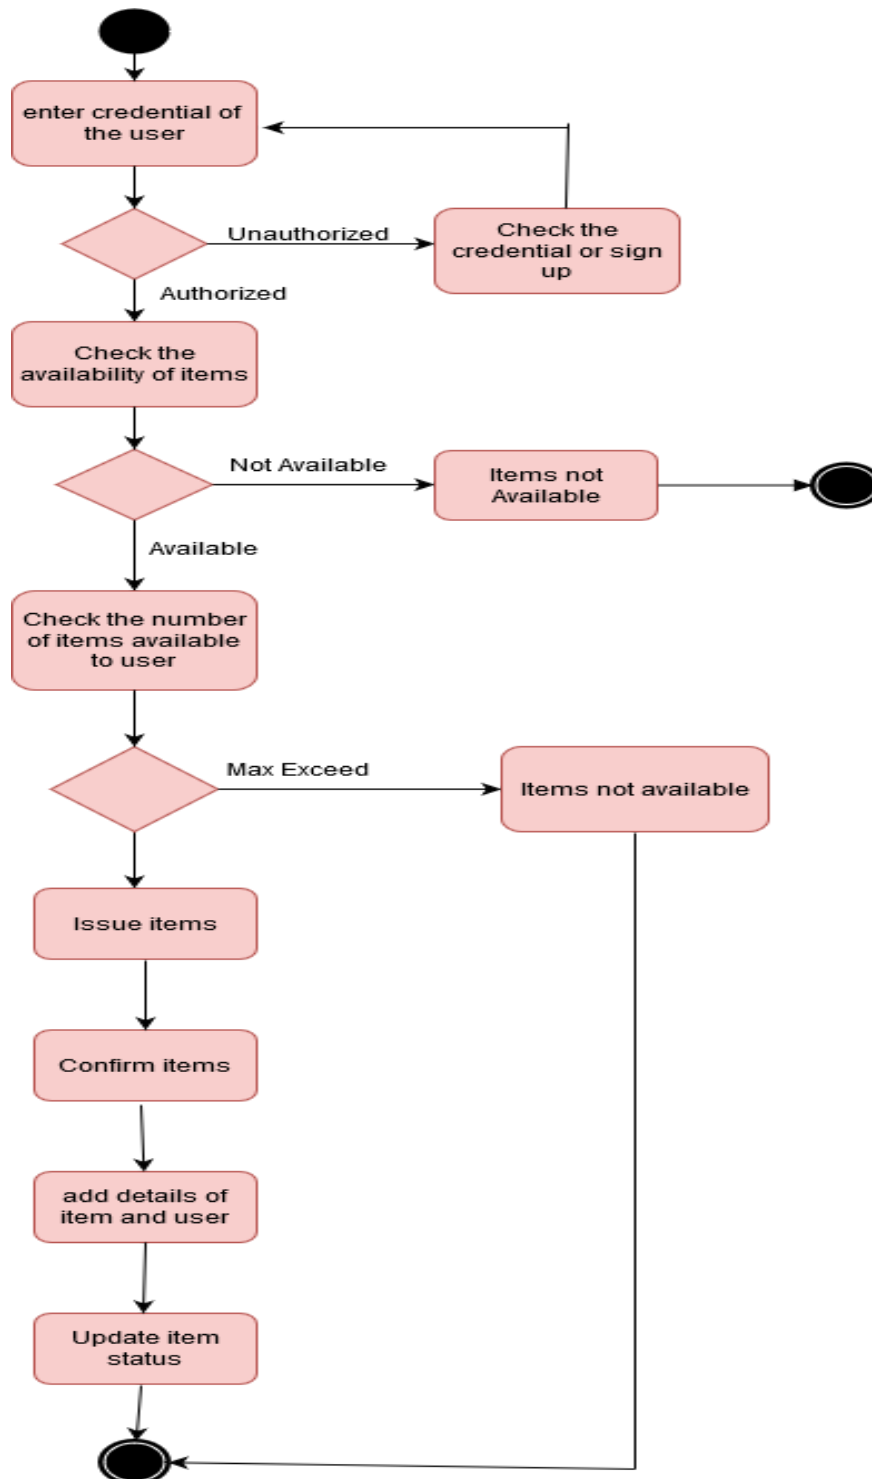 enter credential of
the user
Unauthorized
Check the
credential or sign
up
Authorized
Check the
availability of items
Not Available
Items not
Available
Available
Check the number
of items available
to user
Max Exceed
Items not available
Issue items
Confirm items
add details of
item and user
Update item
status